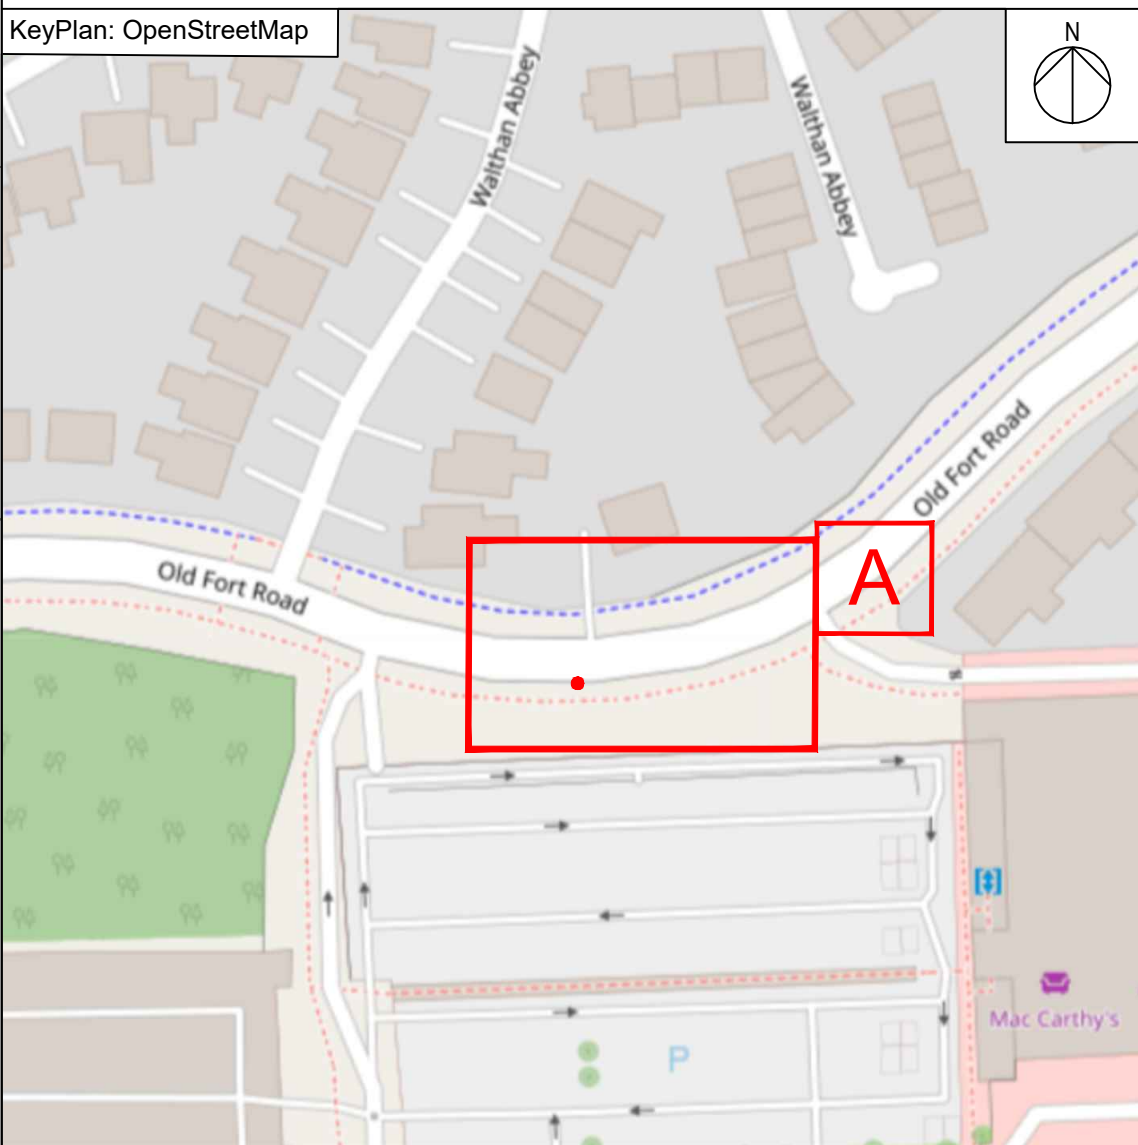 KeyPlan: OpenStreetMap
N
Walthan Abbey
Walthan Abbey
Old Fort Road
Old Fort Road
A
P
Mac Carthy's